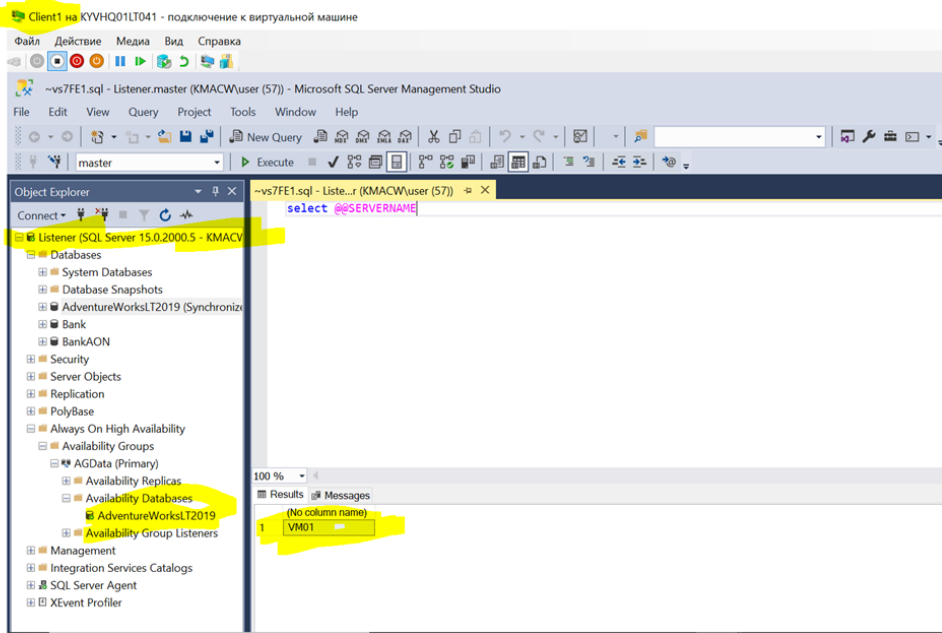 Client1 на KYVHQ01LT041 - подключение к виртуальной машине
Файл Действие Медиа Вид Справка
~vs7FE1.sql - Listener.master (KMACW\user (57)) - Microsoft SQL Server Management Studio
File Edit View Query Project Tools Window Help
New Query
master Execute
Object Explorer
~vs7FE1.sql - Liste...r (KMACW\user (57))
Connect
select @@SERVERNAME
Listener (SQL Server 15.0.2000.5 - KMACW
Databases
System Databases
Database Snapshots
AdventureWorksLT2019 (Synchronize
Bank
BankAON
Security
Server Objects
Replication
PolyBase
Always On High Availability
Availability Groups
AGData (Primary)
Availability Replicas
Availability Databases
AdventureWorksLT2019
Availability Group Listeners
Management
Integration Services Catalogs
SQL Server Agent
XEvent Profiler
100 %
Results Messages
(No column name)
1 VM01